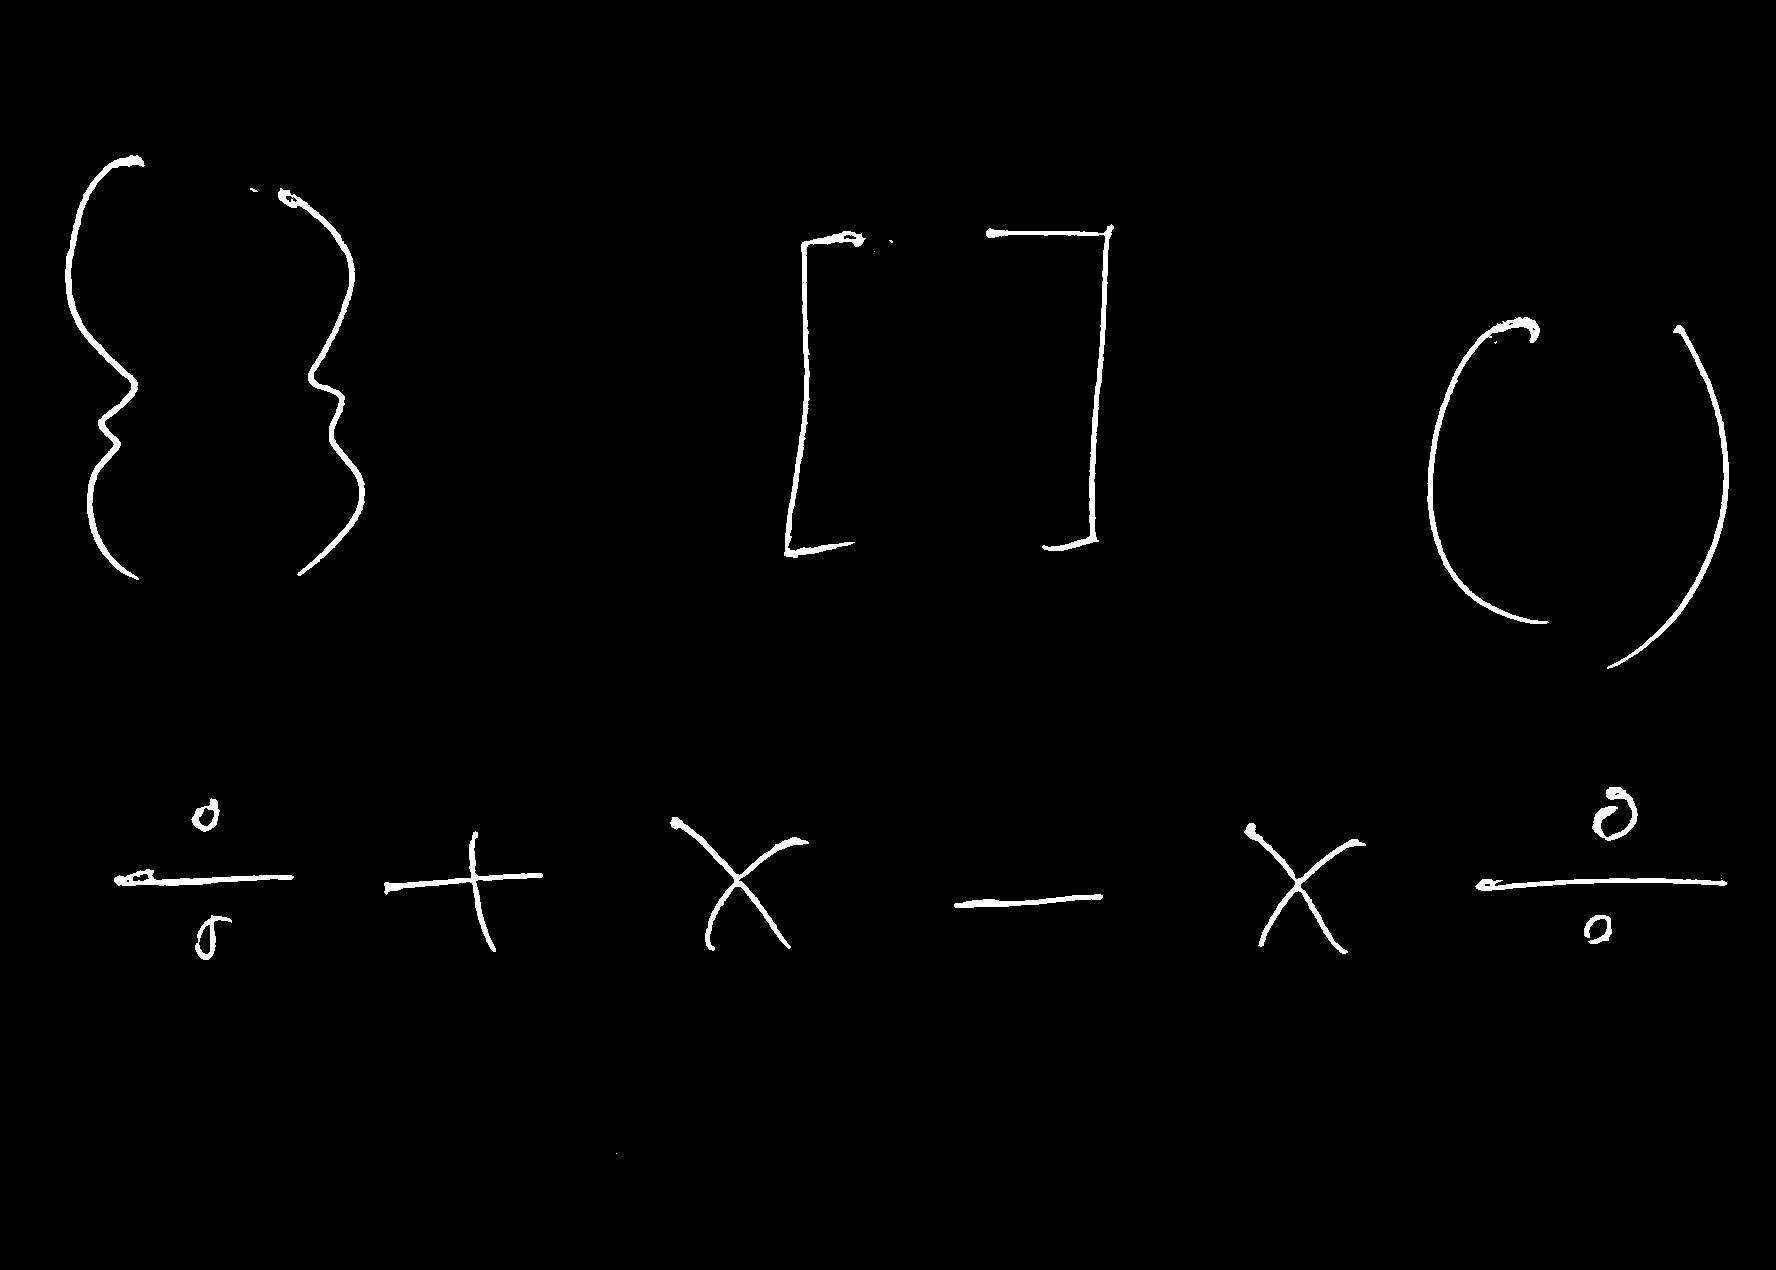 { } [ ] ( )
÷ + × − × ÷